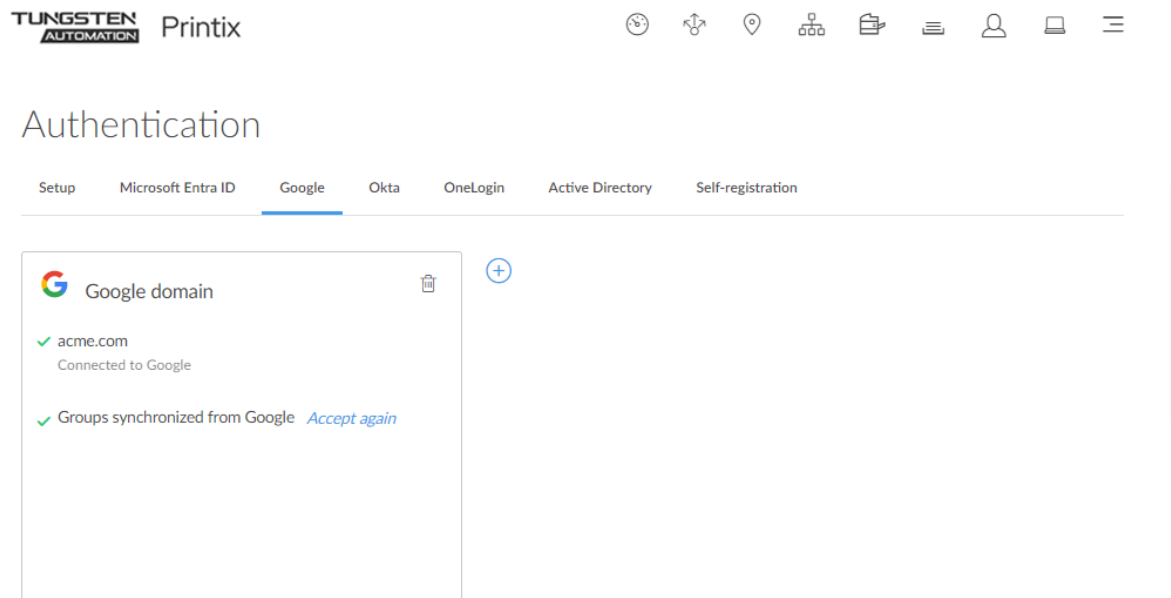 TUNGSTEN
AUTOMATION
Printix
Authentication
Setup Microsoft Entra ID Google Okta OneLogin Active Directory Self-registration
Google domain
acme.com
Connected to Google
Groups synchronized from Google Accept again